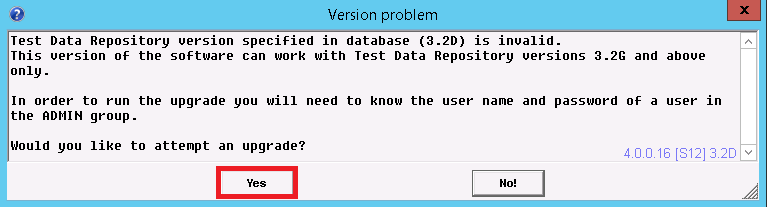 Version problem
Test Data Repository version specified in database (3.2D) is invalid.
This version of the software can work with Test Data Repository versions 3.2G and above
only.
In order to run the upgrade you will need to know the user name and password of a user in
the ADMIN group.
Would you like to attempt an upgrade?
4.0.0.16 [S12] 3.2D
Yes
No!